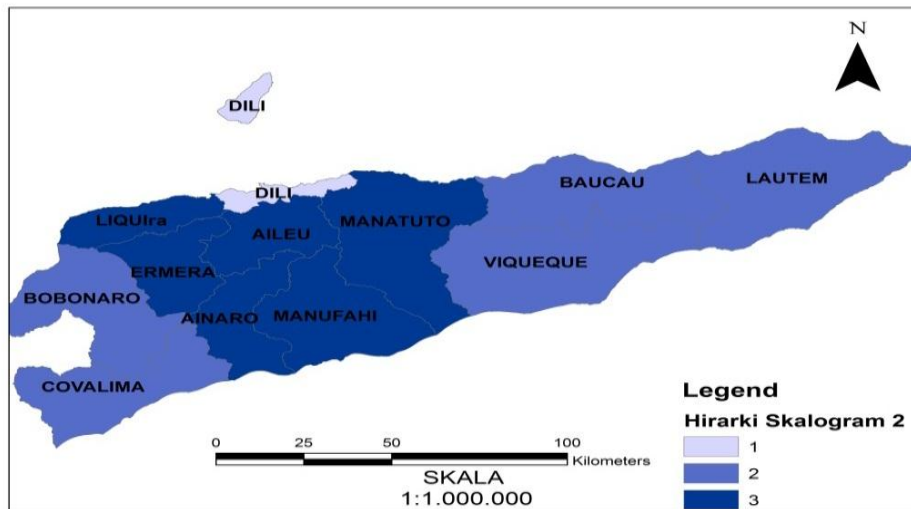 N
DILI
DILI
BAUCAU
LAUTEM
LIQUIra
AILEU
MANATUTO
VIQUEQUE
ERMERA
BOBONARO
AINARO
MANUFAHI
COVALIMA
Legend
Hirarki Skalogram 2
1
2
3
0 25 50 100
Kilometers
SKALA
1:1.000.000